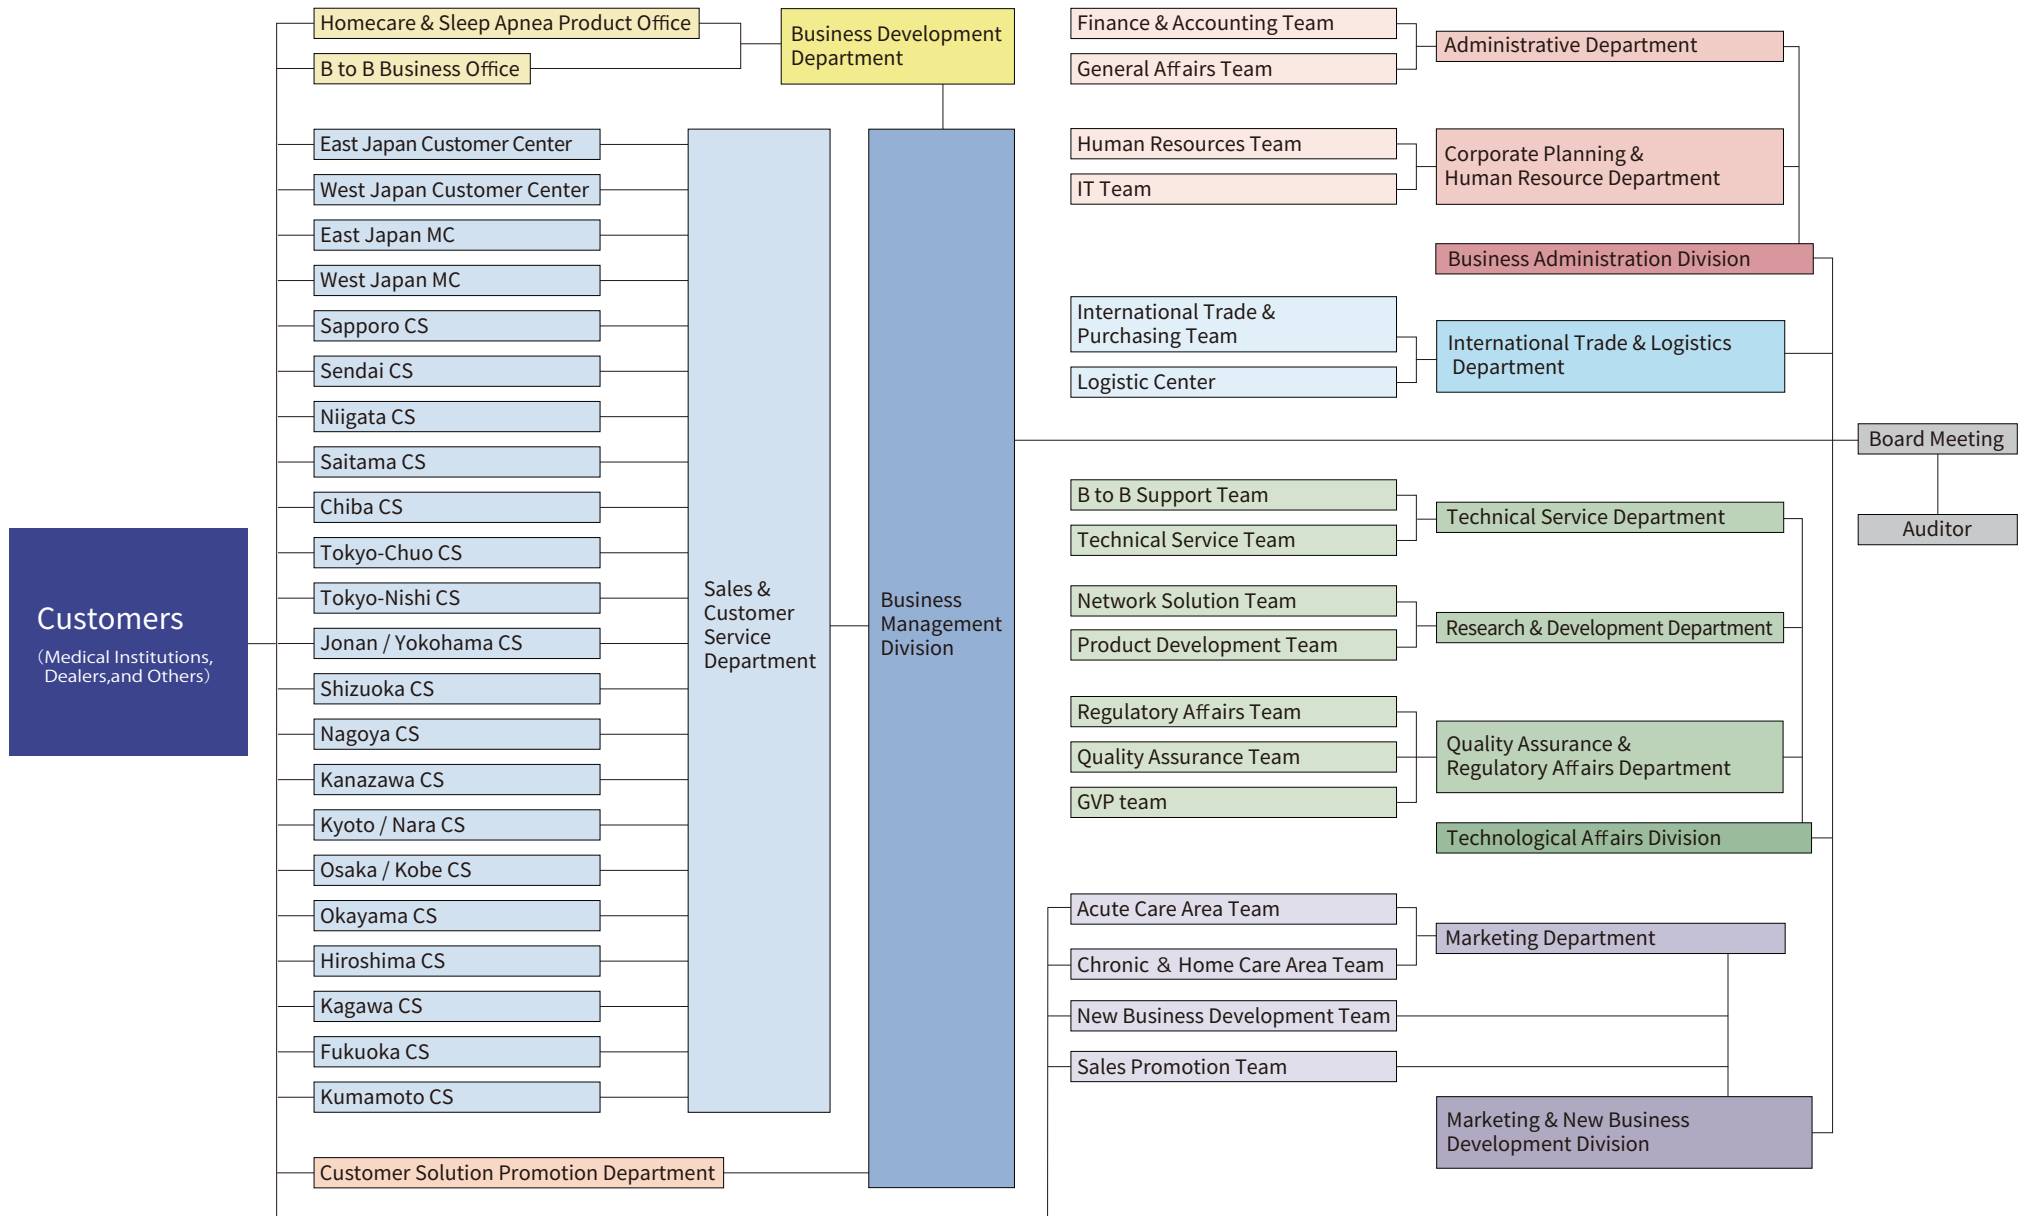 Homecare & Sleep Apnea Product Office
B to B Business Office
Business Development
Department
East Japan Customer Center
West Japan Customer Center
East Japan MC
West Japan MC
Sapporo CS
Sendai CS
Niigata CS
Saitama CS
Chiba CS
Tokyo-Chuo CS
Tokyo-Nishi CS
Jonan / Yokohama CS
Shizuoka CS
Nagoya CS
Kanazawa CS
Kyoto / Nara CS
Osaka / Kobe CS
Okayama CS
Hiroshima CS
Kagawa CS
Fukuoka CS
Kumamoto CS
Customer Solution Promotion Department
Customers
（Medical Institutions,
Dealers,and Others）
Sales &
Customer
Service
Department
Business
Management
Division
Finance & Accounting Team
General Affairs Team
Administrative Department
Human Resources Team
IT Team
Corporate Planning &
Human Resource Department
Business Administration Division
International Trade &
Purchasing Team
Logistic Center
International Trade & Logistics
Department
Board Meeting
Auditor
B to B Support Team
Technical Service Team
Technical Service Department
Network Solution Team
Product Development Team
Research & Development Department
Regulatory Affairs Team
Quality Assurance Team
GVP team
Quality Assurance &
Regulatory Affairs Department
Technological Affairs Division
Acute Care Area Team
Chronic ＆ Home Care Area Team
Marketing Department
New Business Development Team
Sales Promotion Team
Marketing & New Business
Development Division